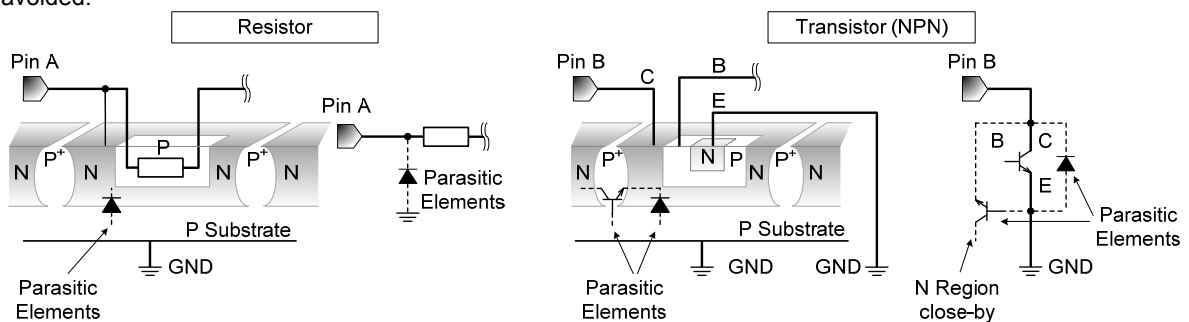 avoided.
Resistor
Pin A
P
N P+ N N P+ N
Parasitic
Elements
P Substrate
GND
Pin A
Parasitic
Elements
Transistor (NPN)
Pin B
C
B
E
N P+ N N P N P+ N
P Substrate
Parasitic
Elements
GND
GND
Pin B
B C
E
Parasitic
Elements
GND
N Region
close-by